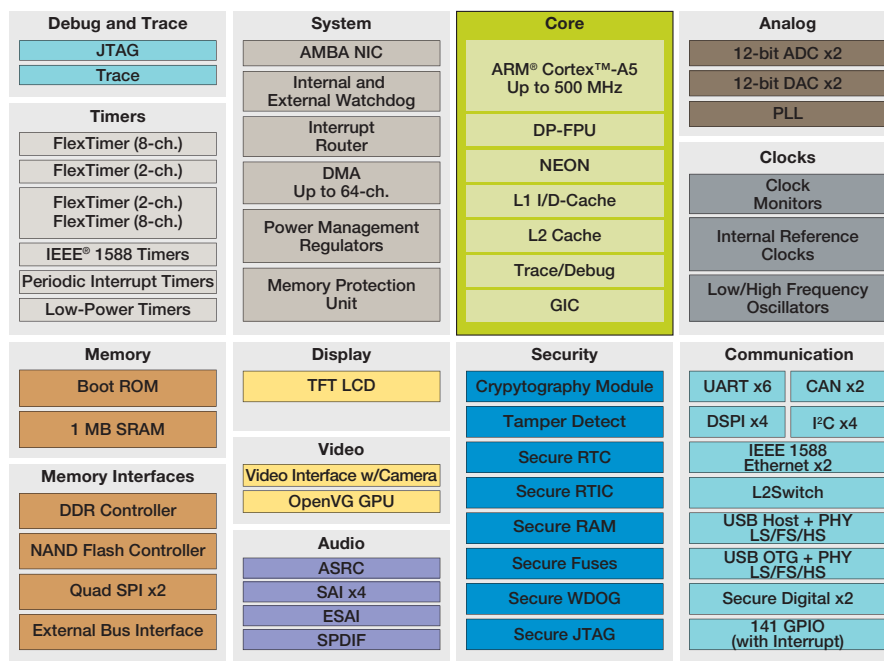 Debug and Trace
JTAG
Trace
Timers
FlexTimer (8-ch.)
FlexTimer (2-ch.)
FlexTimer (2-ch.)
FlexTimer (8-ch.)
IEEE® 1588 Timers
Periodic Interrupt Timers
Low-Power Timers
System
AMBA NIC
Internal and
External Watchdog
Interrupt
Router
DMA
Up to 64-ch.
Power Management
Regulators
Memory Protection
Unit
Core
ARM® Cortex™-A5
Up to 500 MHz
DP-FPU
NEON
L1 I/D-Cache
L2 Cache
Trace/Debug
GIC
Analog
12-bit ADC x2
12-bit DAC x2
PLL
Clocks
Clock
Monitors
Internal Reference
Clocks
Low/High Frequency
Oscillators
Memory
Boot ROM
1 MB SRAM
Memory Interfaces
DDR Controller
NAND Flash Controller
Quad SPI x2
External Bus Interface
Display
TFT LCD
Video
Video Interface w/Camera
OpenVG GPU
Audio
ASRC
SAI x4
ESAI
SPDIF
Security
Crypytography Module
Tamper Detect
Secure RTC
Secure RTIC
Secure RAM
Secure Fuses
Secure WDOG
Secure JTAG
Communication
UART x6
CAN x2
DSPI x4
I²C x4
IEEE 1588
Ethernet x2
L2Switch
USB Host + PHY
LS/FS/HS
USB OTG + PHY
LS/FS/HS
Secure Digital x2
141 GPIO
(with Interrupt)